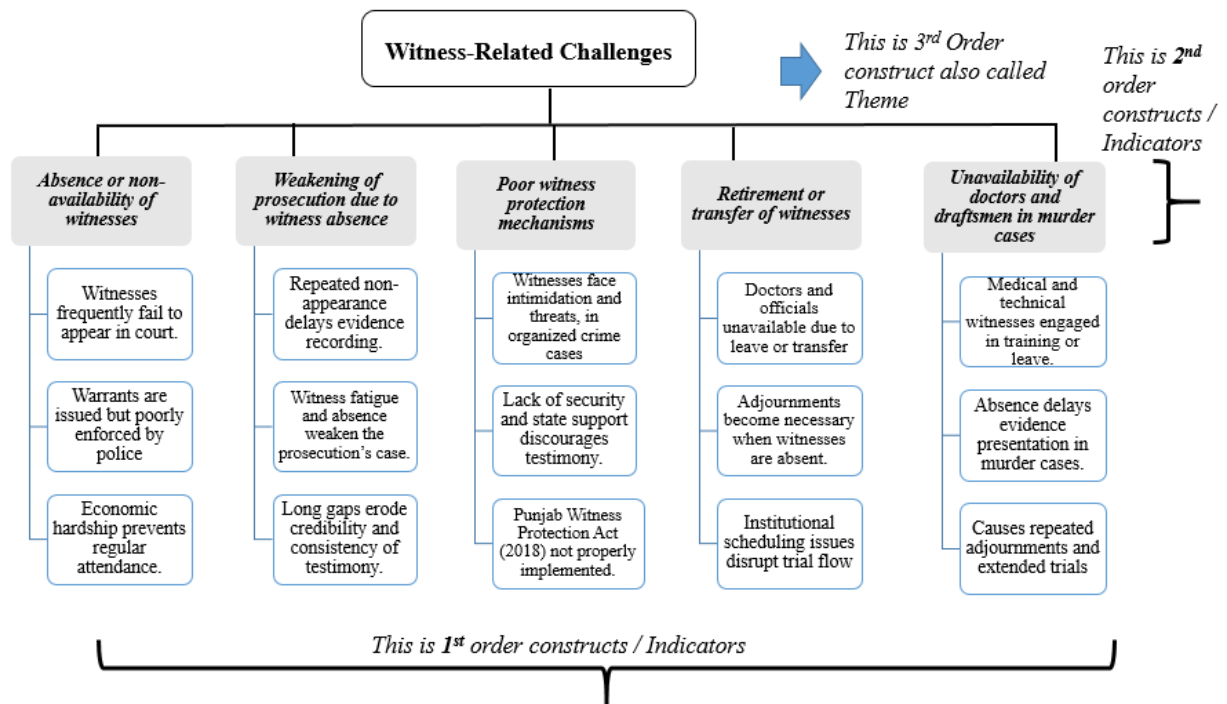 Witness-Related Challenges
This is 3rd Order
construct also called
Theme
This is 2nd
order
constructs /
Indicators
Absence or non-
availability of
witnesses
Witnesses
frequently fail to
appear in court.
Warrants are
issued but poorly
enforced by
police
Economic
hardship prevents
regular
attendance.
Weakening of
prosecution due to
witness absence
Repeated non-
appearance
delays evidence
recording.
Witness fatigue
and absence
weaken the
prosecution’s case.
Long gaps erode
credibility and
consistency of
testimony.
Poor witness
protection
mechanisms
Witnesses face
intimidation and
threats, in
organized crime
cases
Lack of security
and state support
discourages
testimony.
Punjab Witness
Protection Act
(2018) not properly
implemented.
Retirement or
transfer of witnesses
Doctors and
officials
unavailable due to
leave or transfer
Adjournments
become necessary
when witnesses
are absent.
Institutional
scheduling issues
disrupt trial flow
Unavailability of
doctors and
draftsmen in murder
cases
Medical and
technical
witnesses engaged
in training or
leave.
Absence delays
evidence
presentation in
murder cases.
Causes repeated
adjournments and
extended trials
This is 1st order constructs / Indicators